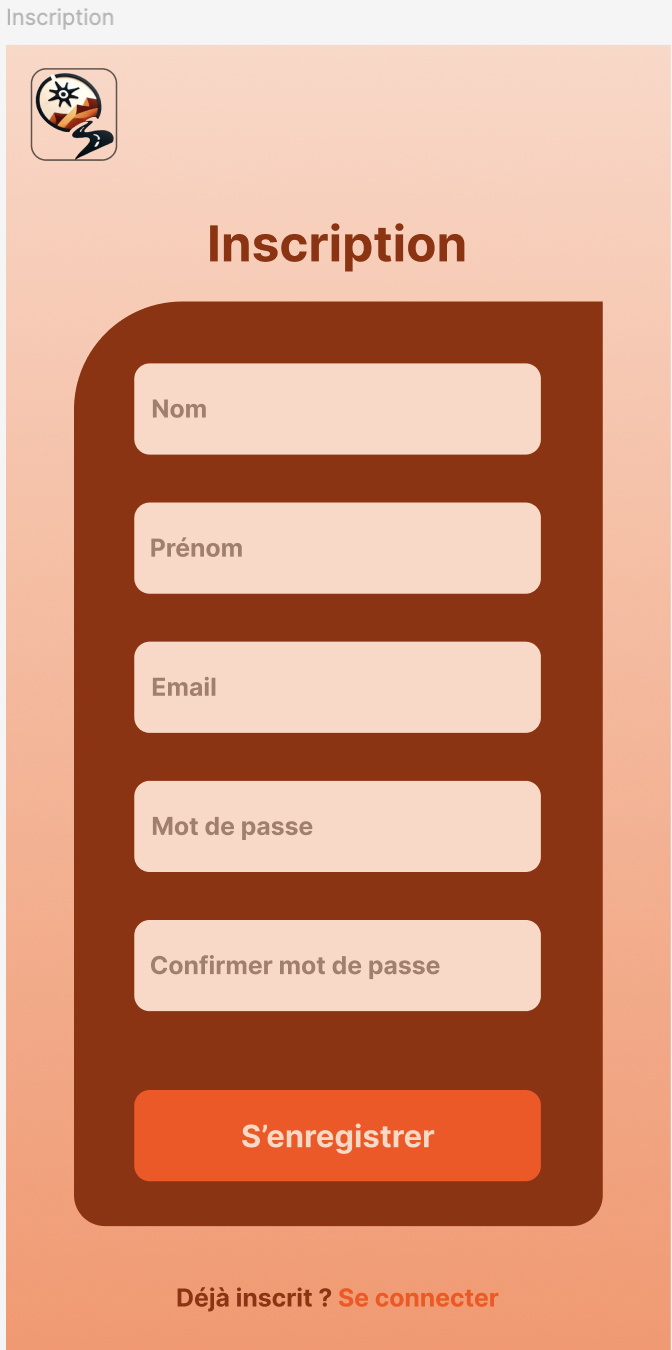 Inscription
Inscription
Nom
Prénom
Email
Mot de passe
Confirmer mot de passe
S’enregistrer
Déjà inscrit ? Se connecter